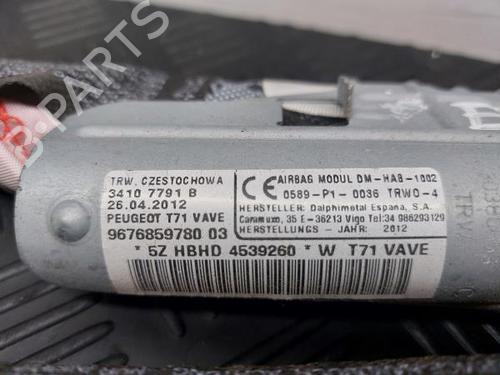 TRW. CZESTOCHOWA
3410 7791 B
26.04.2012
PEUGEOT T71 VAVE
9676859780 03
CE AIRBAG MODUL DM-HAB-1002
0589-P1-0036 TRWO-4
HERSTELLER: Dalphimetal Espana, S.A.
Caramuxo, 35 E-36213 Vigo Tel:34 986293129
HERSTELLUNGS - JAHR: 2012
* 5Z HBHD 4539260 * W T71 VAVE
B-PARTS